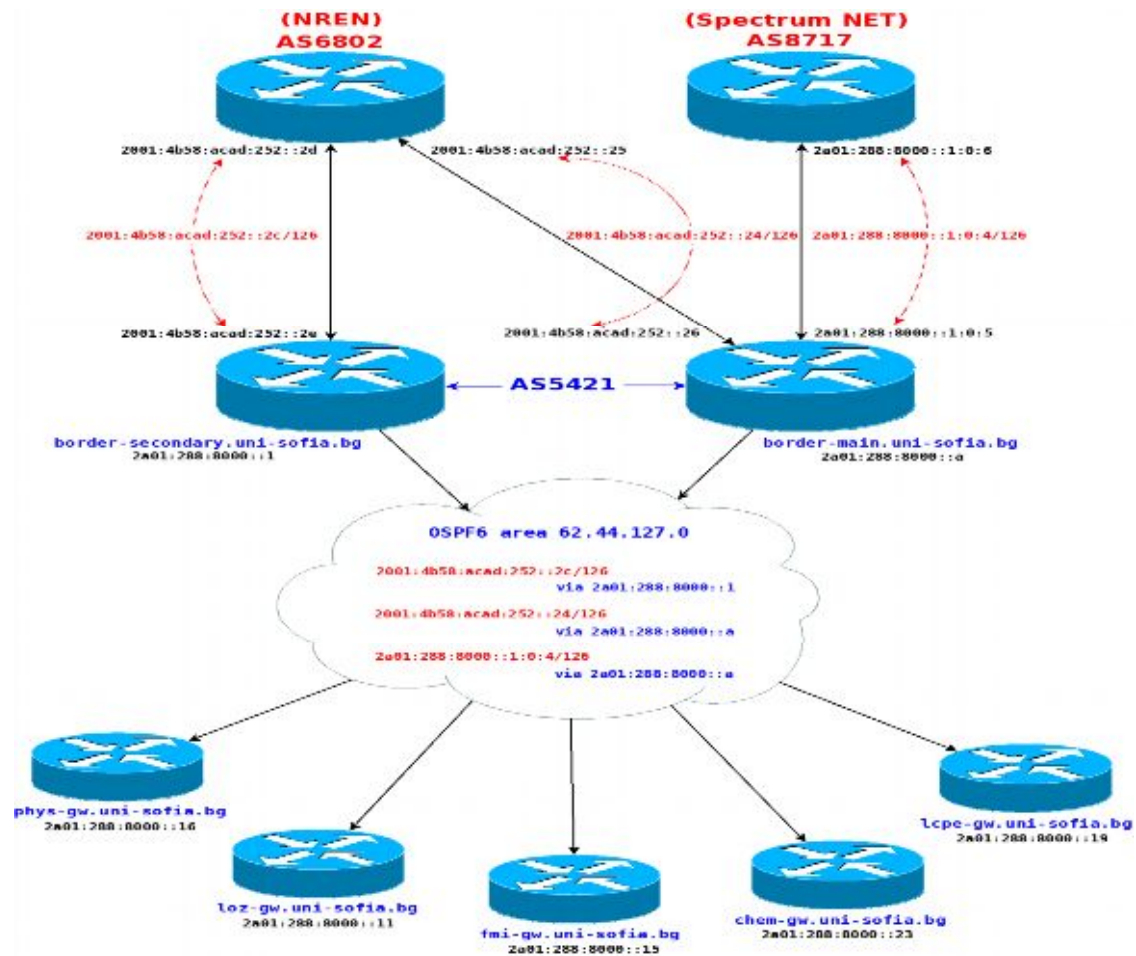 (NREN)
AS6802
(Spectrum NET)
AS8717
2001:4b58:acad:252::2d
2001:4b58:acad:252::25
2a01:288:8000::1:0:6
2001:4b58:acad:252::2c/126
2001:4b58:acad:252::24/126
2a01:288:8000::1:0:4/126
2001:4b58:acad:252::2e
2001:4b58:acad:252::26
2a01:288:8000::1:0:5
AS5421
border-secondary.uni-sofia.bg
2a01:288:8000::1
border-main.uni-sofia.bg
2a01:288:8000::a
OSPF6 area 62.44.127.0
2001:4b58:acad:252::2c/126
via 2a01:288:8000::1
2001:4b58:acad:252::24/126
via 2a01:288:8000::a
2a01:288:8000::1:0:4/126
via 2a01:288:8000::a
phys-gw.uni-sofia.bg
2a01:288:8000::16
lcpe-gw.uni-sofia.bg
2a01:288:8000::19
loz-gw.uni-sofia.bg
2a01:288:8000::11
fmi-gw.uni-sofia.bg
2a01:288:8000::15
chem-gw.uni-sofia.bg
2a01:288:8000::23